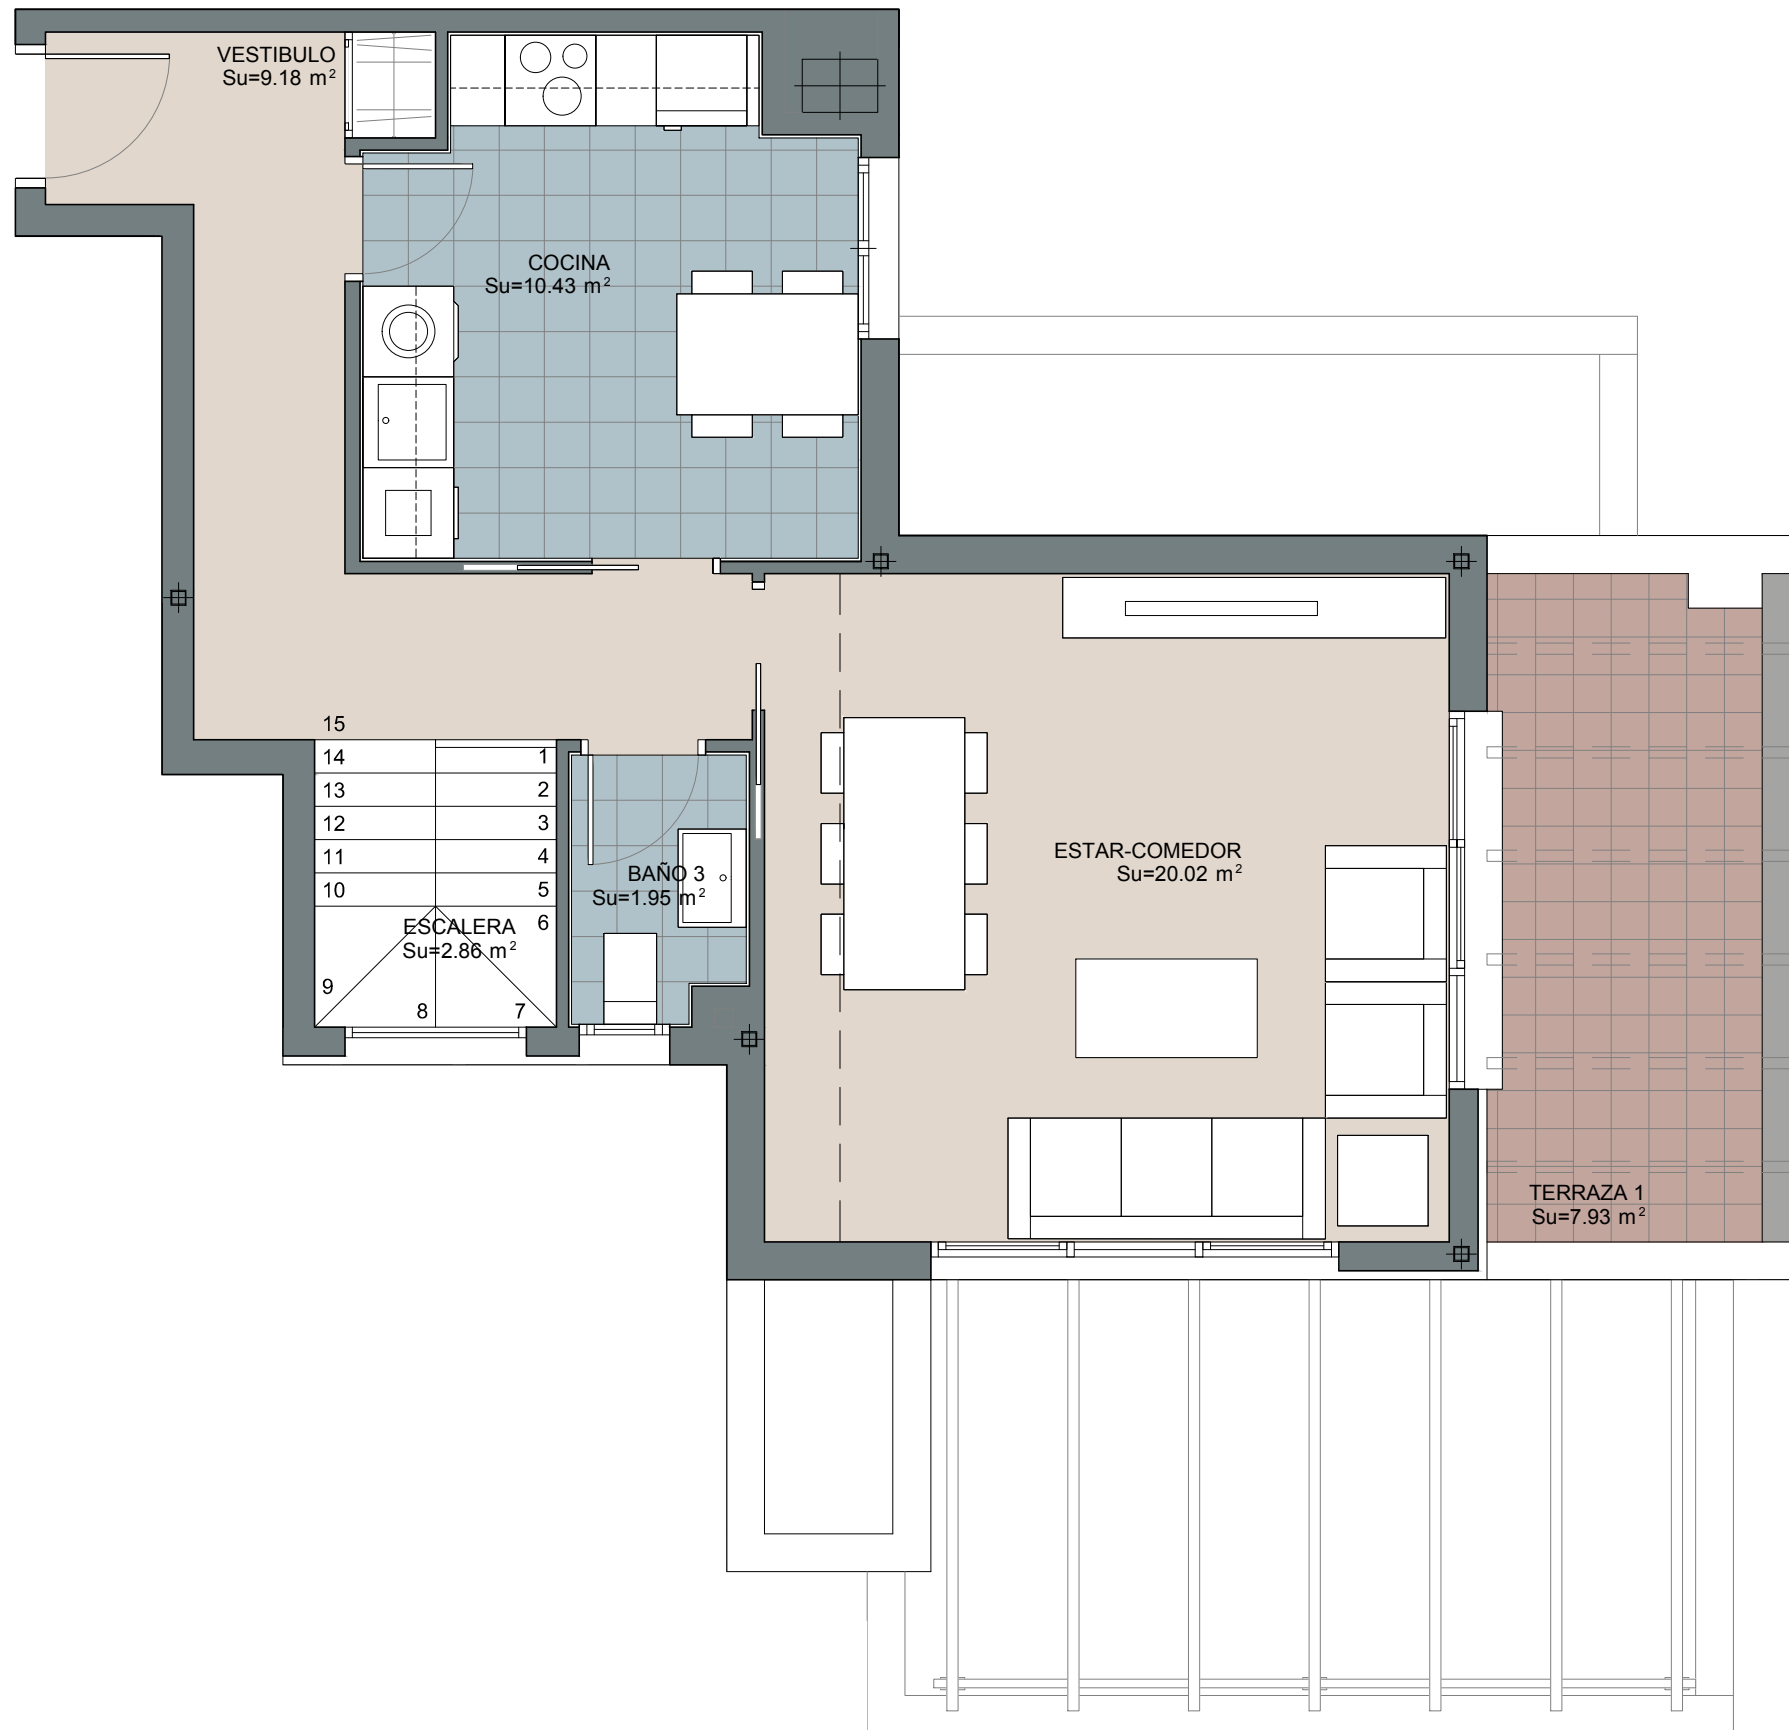 VESTIBULO
Su=9.18 m²
COCINA
Su=10.43 m²
15
14 1
13 2
12 3
11 4
10 5
6
9
8 7
ESCALERA
Su=2.86 m²
BAÑO 3
Su=1.95 m²
ESTAR-COMEDOR
Su=20.02 m²
TERRAZA 1
Su=7.93 m²